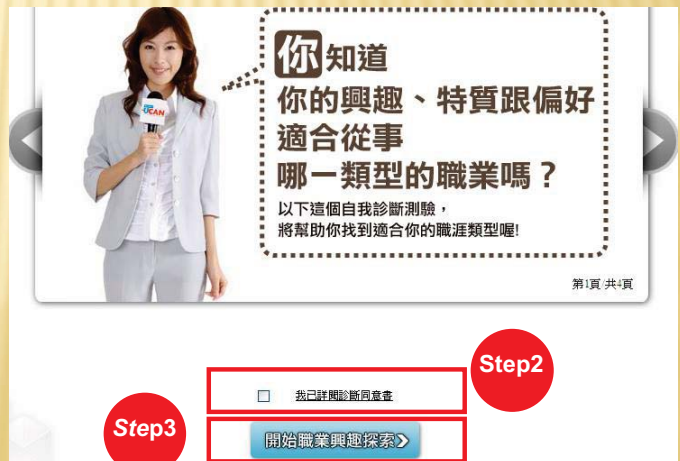 你知道
你的興趣、特質跟偏好
適合從事
哪一類型的職業嗎？
以下這個自我診斷測驗，
將幫助你找到適合你的職涯類型喔!
UCAN
第1頁/共4頁
Step2
我已詳閱診斷同意書
Step3
開始職業興趣探索